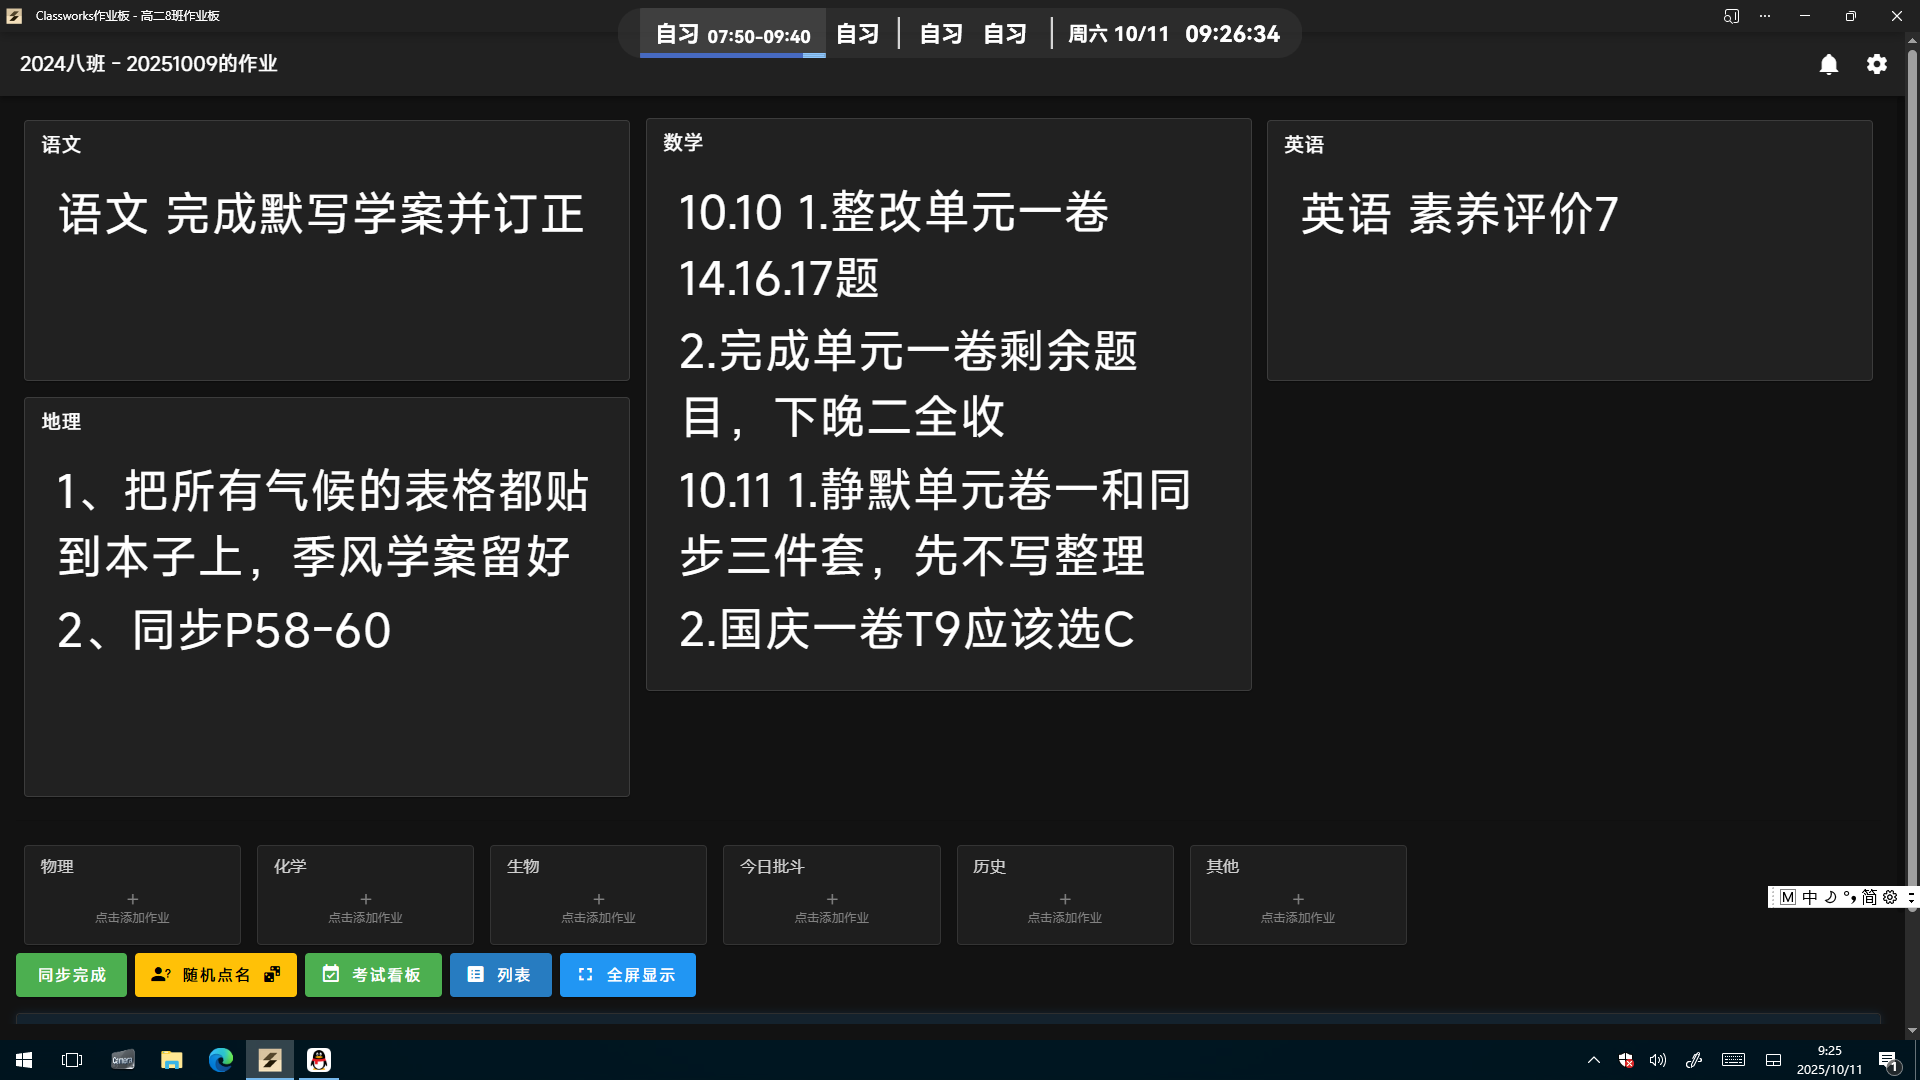 Classworks作业板 - 高二8班作业板
自习 07:50-09:40 自习 自习 自习 周六 10/11 09:26:34
2024八班 - 20251009的作业
语文
语文 完成默写学案并订正
数学
10.10 1.整改单元一卷
14.16.17题
2.完成单元一卷剩余题
目，下晚二全收
10.11 1.静默单元卷一和同
步三件套，先不写整理
2.国庆一卷T9应该选C
英语
英语 素养评价7
地理
1、把所有气候的表格都贴
到本子上，季风学案留好
2、同步P58-60
物理
点击添加作业
化学
点击添加作业
生物
点击添加作业
今日批斗
点击添加作业
历史
点击添加作业
其他
点击添加作业
M 中 简
同步完成 随机点名 考试看板 列表 全屏显示
9:25
2025/10/11
1